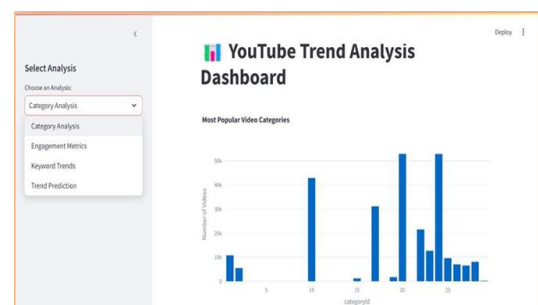 Deploy
Select Analysis
Choose an Analysis:
Category Analysis
Category Analysis
Engagement Metrics
Keyword Trends
Trend Prediction
YouTube Trend Analysis
Dashboard
Most Popular Video Categories
50k
40k
30k
20k
10k
0
5
10
15
20
25
Number of Videos
categoryId